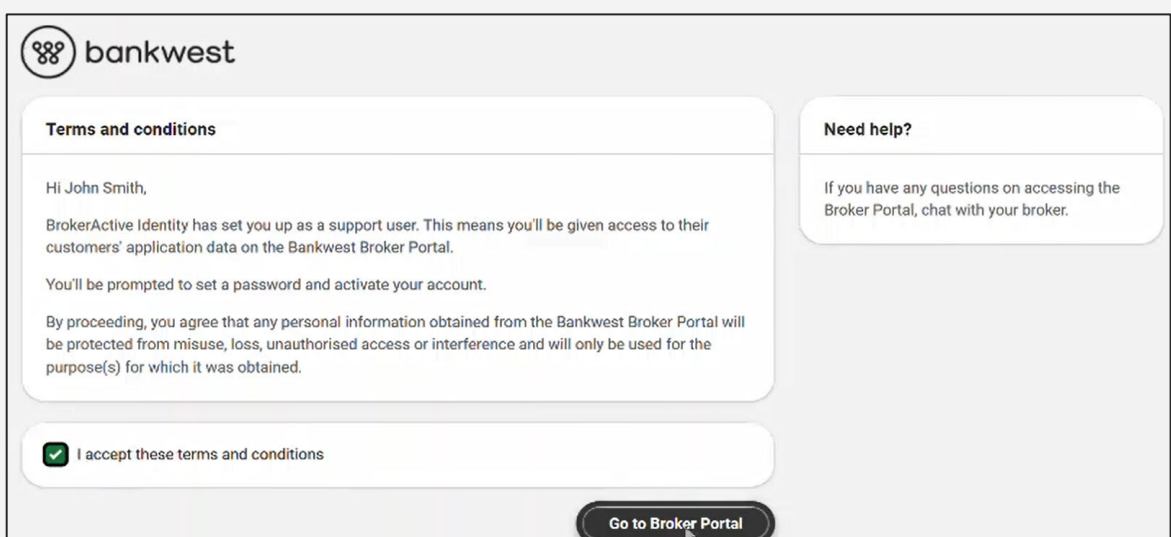 bankwest
Terms and conditions
Hi John Smith,
BrokerActive Identity has set you up as a support user. This means you'll be given access to their
customers' application data on the Bankwest Broker Portal.
You'll be prompted to set a password and activate your account.
By proceeding, you agree that any personal information obtained from the Bankwest Broker Portal will
be protected from misuse, loss, unauthorised access or interference and will only be used for the
purpose(s) for which it was obtained.
I accept these terms and conditions
Go to Broker Portal
Need help?
If you have any questions on accessing the
Broker Portal, chat with your broker.